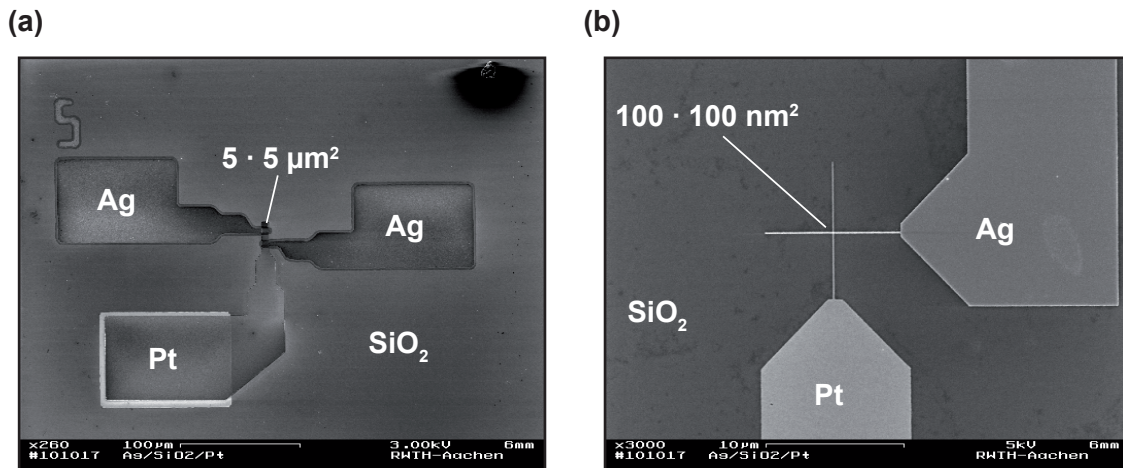 (a)
(b)
5
5 · 5 μm²
Ag
Ag
Pt
SiO₂
x260 100μm 3.00kV 6mm
#101017 Ag/SiO2/Pt RWTH-Aachen
100 · 100 nm²
Ag
SiO₂
Pt
x3000 10μm 5kV 6mm
#101017 Ag/SiO2/Pt RWTH-Aachen